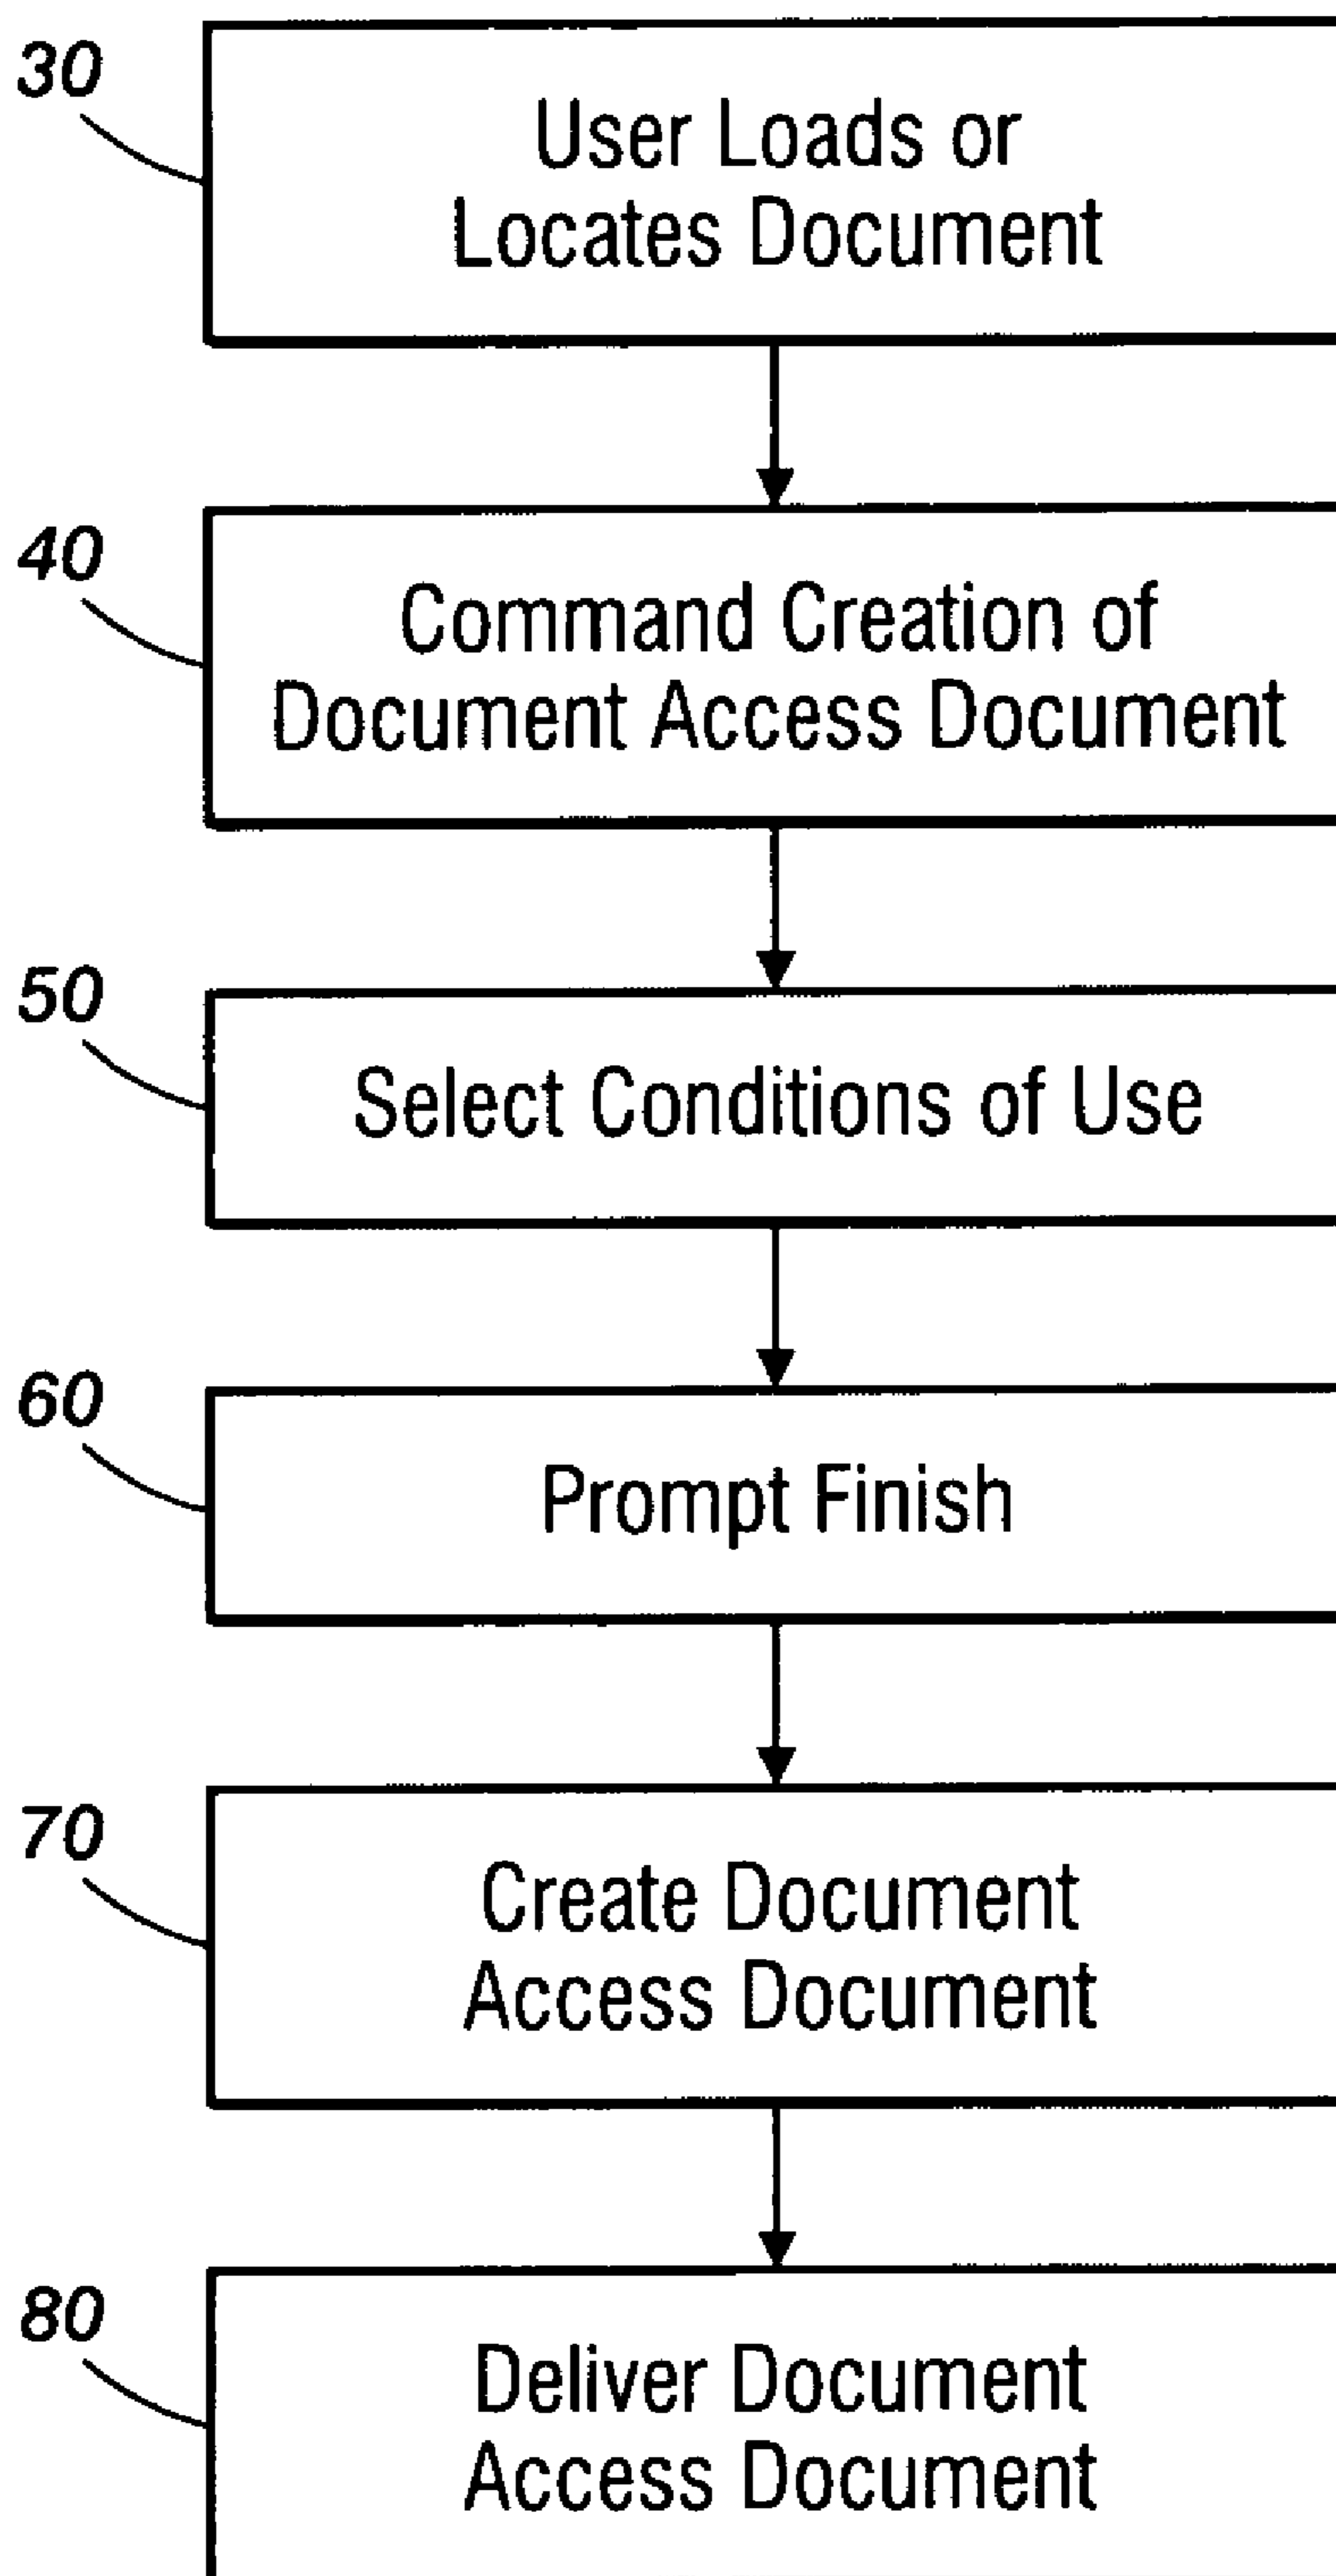 30
User Loads or
Locates Document
40
Command Creation of
Document Access Document
50
Select Conditions of Use
60
Prompt Finish
70
Create Document
Access Document
80
Deliver Document
Access Document